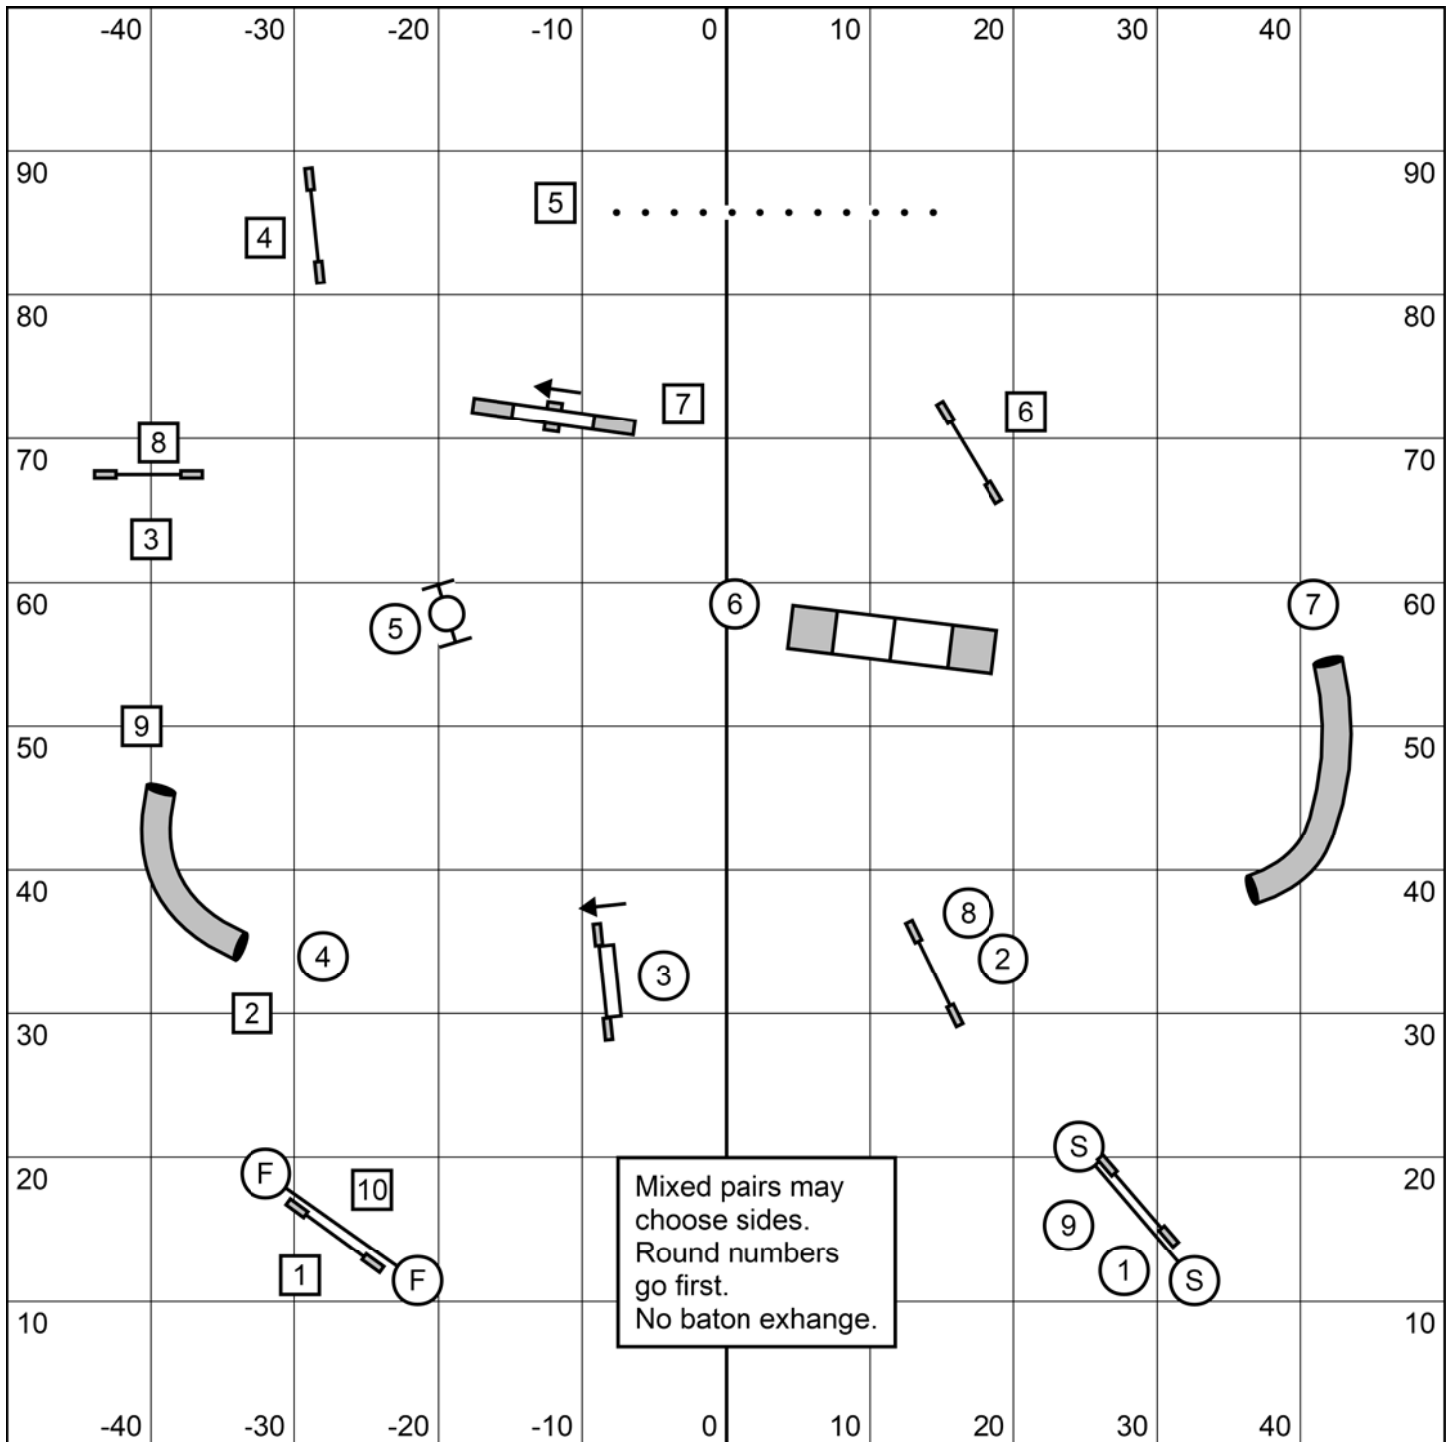 -40 -30 -20 -10 0 10 20 30 40
90 90
5
4
80 80
7 6
8
70 70
3
60 6 7 60
5
9
50 50
40 40
8
4 3 2
2
30 30
F S
20 10 20
Mixed pairs may
choose sides.
Round numbers
go first.
No baton exhange.
9
1 F 1 S
10 10
-40 -30 -20 -10 0 10 20 30 40